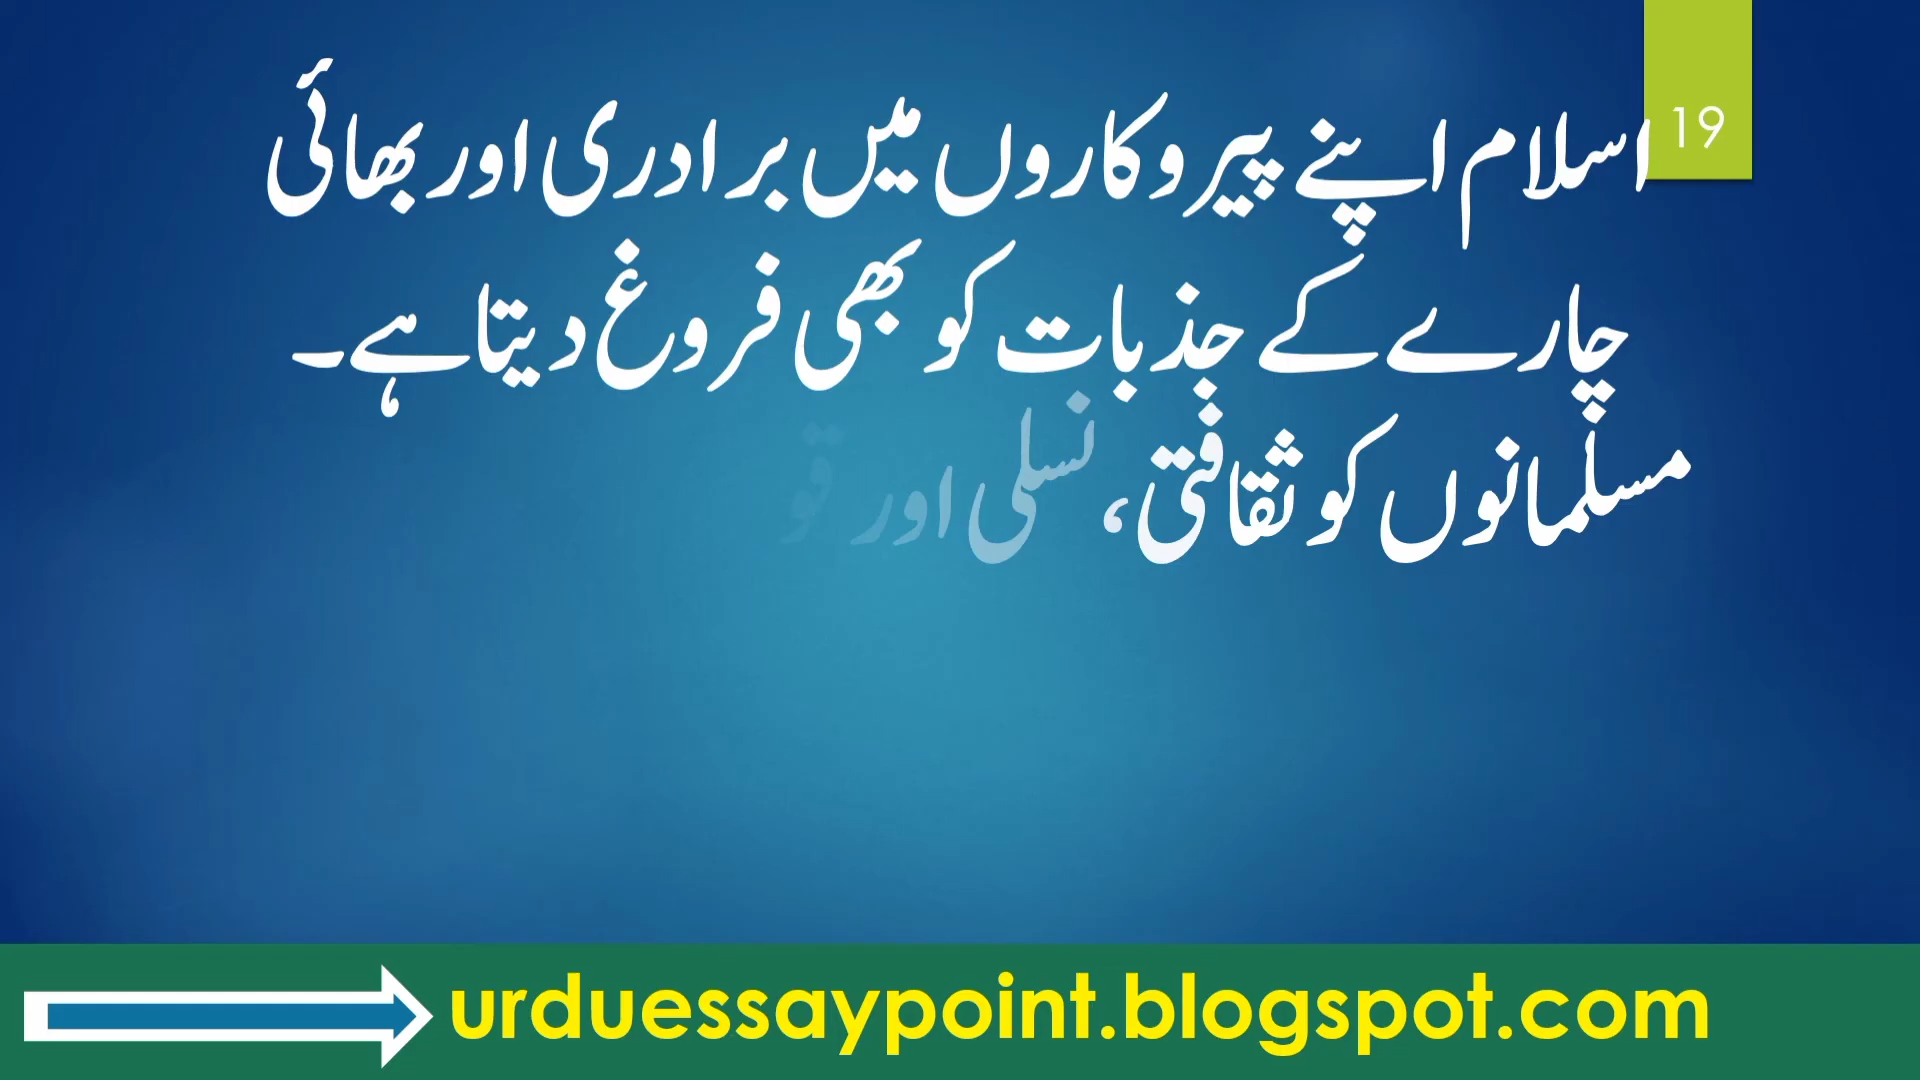 19
اسلام اپنے پیروکاروں میں برادری اور بھائی
چارے کے جذبات کو بھی فروغ دیتا ہے۔
مسلمانوں کو ثقافتی، نسلی اور قو
urduessaypoint.blogspot.com